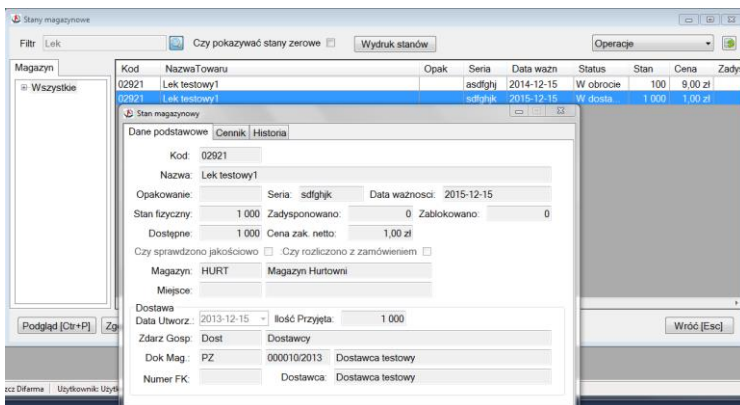 Stany magazynowe
Filtr Lek Czy pokazywać stany zerowe Wydruk stanów Operacje
Magazyn
Wszystkie
Kod NazwaTowaru Opak Seria Data ważn Status Stan Cena Zadys
02921 Lek testowy1 asdfghj 2014-12-15 W obrocie 100 9,00 zł
02921 Lek testowy1 sdfghjk 2015-12-15 W dosta... 1 000 1,00 zł
Stan magazynowy
Dane podstawowe Cennik Historia
Kod: 02921
Nazwa: Lek testowy1
Opakowanie: Seria: sdfghjk Data ważnosci: 2015-12-15
Stan fizyczny: 1 000 Zadysponowano: 0 Zablokowano: 0
Dostępne: 1 000 Cena zak. netto: 1,00 zł
Czy sprawdzono jakościowo Czy rozliczono z zamówieniem
Magazyn: HURT Magazyn Hurtowni
Miejsce:
Dostawa
Data Utworz.: 2013-12-15 Ilość Przyjęta: 1 000
Zdarz Gosp: Dost Dostawcy
Dok Mag.: PZ 000010/2013 Dostawca testowy
Numer FK: Dostawca: Dostawca testowy
Podgląd [Ctr+P] Zg
Wróć [Esc]
zcz Difarma Użytkownik: Użytk